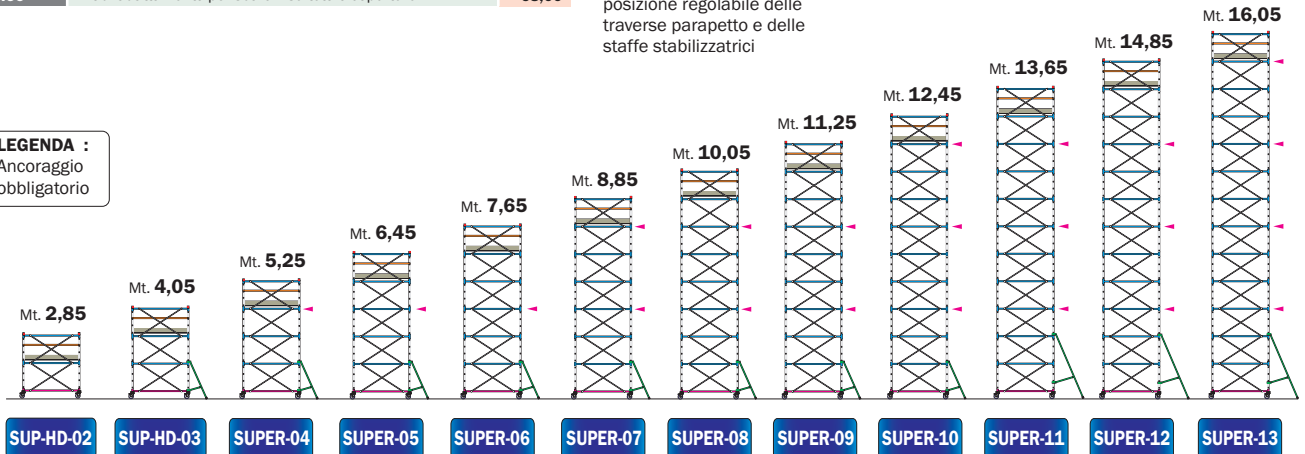 posizione regolabile delle
traverse parapetto e delle
staffe stabilizzatrici
LEGENDA :
Ancoraggio
obbligatorio
Mt. 2,85
Mt. 4,05
Mt. 5,25
Mt. 6,45
Mt. 7,65
Mt. 8,85
Mt. 10,05
Mt. 11,25
Mt. 12,45
Mt. 13,65
Mt. 14,85
Mt. 16,05
SUP-HD-02
SUP-HD-03
SUPER-04
SUPER-05
SUPER-06
SUPER-07
SUPER-08
SUPER-09
SUPER-10
SUPER-11
SUPER-12
SUPER-13